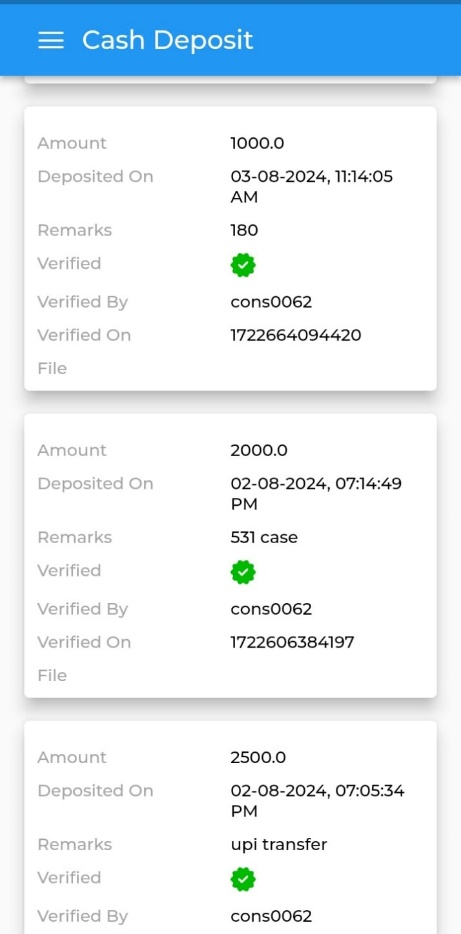 Cash Deposit
Amount 1000.0
Deposited On 03-08-2024, 11:14:05
AM
Remarks 180
Verified
Verified By cons0062
Verified On 1722664094420
File
Amount 2000.0
Deposited On 02-08-2024, 07:14:49
PM
Remarks 531 case
Verified
Verified By cons0062
Verified On 1722606384197
File
Amount 2500.0
Deposited On 02-08-2024, 07:05:34
PM
Remarks upi transfer
Verified
Verified By cons0062